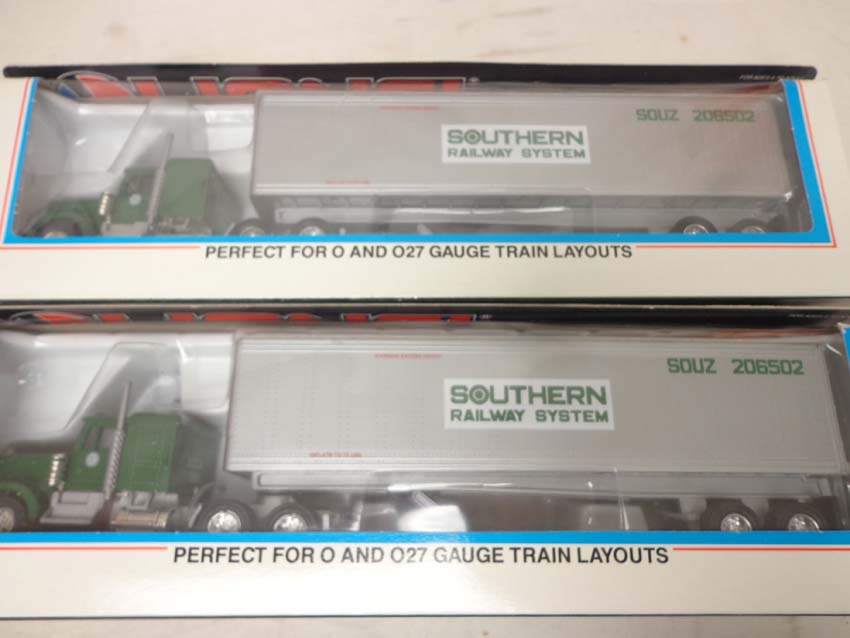 SOUZ 206502
SOUTHERN
RAILWAY SYSTEM
PERFECT FOR O AND O27 GAUGE TRAIN LAYOUTS
SOUZ 206502
SOUTHERN
RAILWAY SYSTEM
PERFECT FOR O AND O27 GAUGE TRAIN LAYOUTS